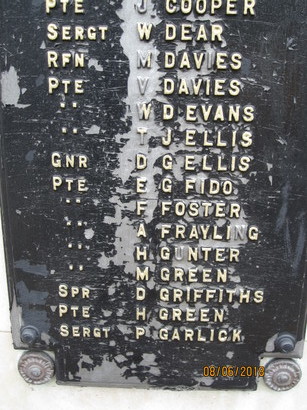 PTE J COOPER
SERGT W DEAR
RFN M DAVIES
PTE V DAVIES
" W D EVANS
" T J ELLIS
GNR D G ELLIS
PTE E G FIDO
" F FOSTER
" A FRAYLING
" H GUNTER
" M GREEN
SPR D GRIFFITHS
PTE H GREEN
SERGT P GARLICK
08/06/2018